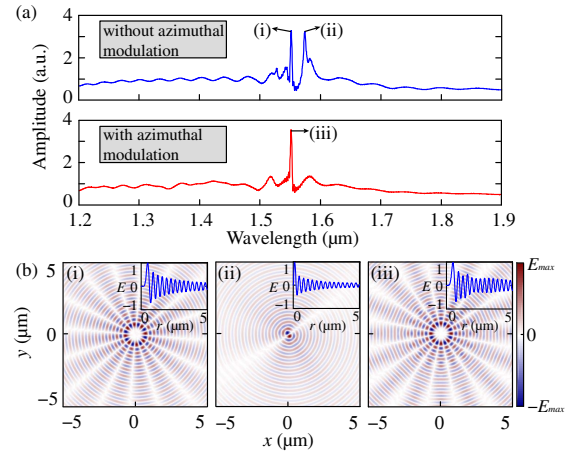 (a)
4
2
0
without azimuthal
modulation
(i)
(ii)
Amplitude (a.u.)
4
2
0
with azimuthal
modulation
(iii)
1.2 1.3 1.4 1.5 1.6 1.7 1.8 1.9
Wavelength (μm)
(b)
5
0
−5
y (μm)
(i)
1
E 0
−1
0 5
r (μm)
(ii)
1
E 0
−1
0 5
r (μm)
(iii)
1
E 0
−1
0 5
r (μm)
Emax
0
−Emax
−5 0 5 −5 0 5 −5 0 5
x (μm)